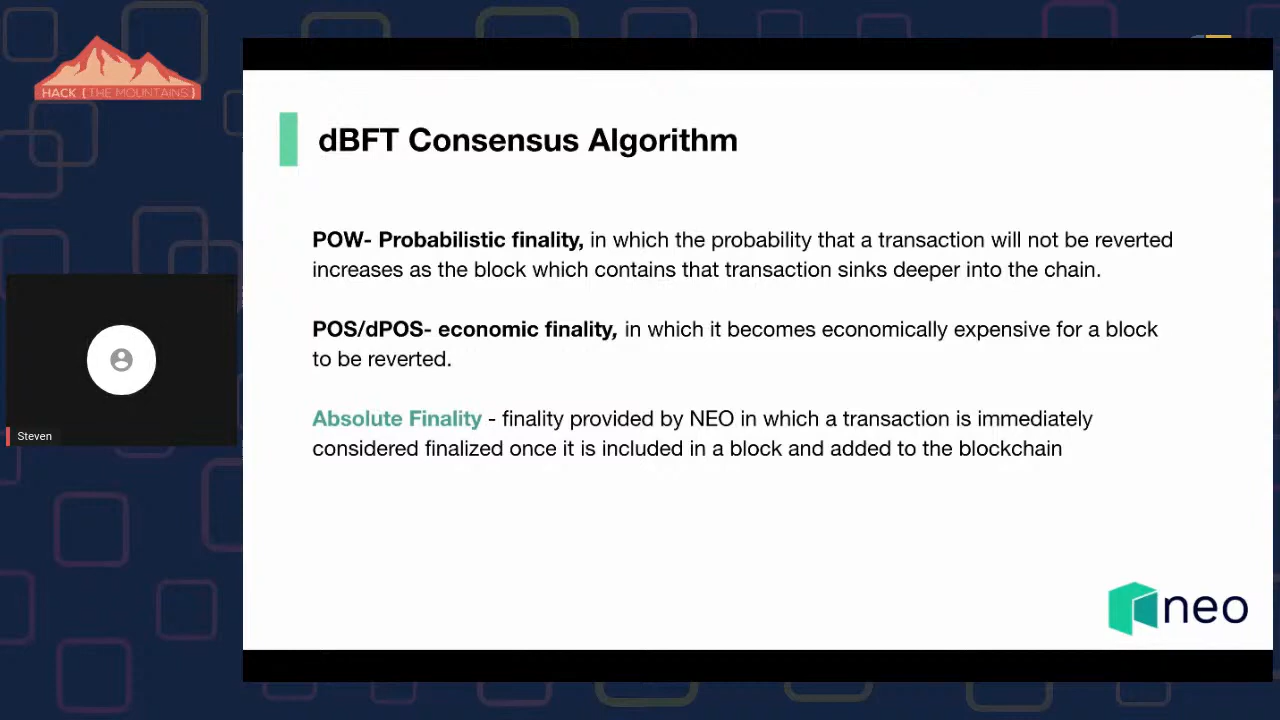 HACK { THE MOUNTAINS }
dBFT Consensus Algorithm
POW- Probabilistic finality, in which the probability that a transaction will not be reverted
increases as the block which contains that transaction sinks deeper into the chain.
POS/dPOS- economic finality, in which it becomes economically expensive for a block
to be reverted.
Absolute Finality - finality provided by NEO in which a transaction is immediately
considered finalized once it is included in a block and added to the blockchain
Steven
neo